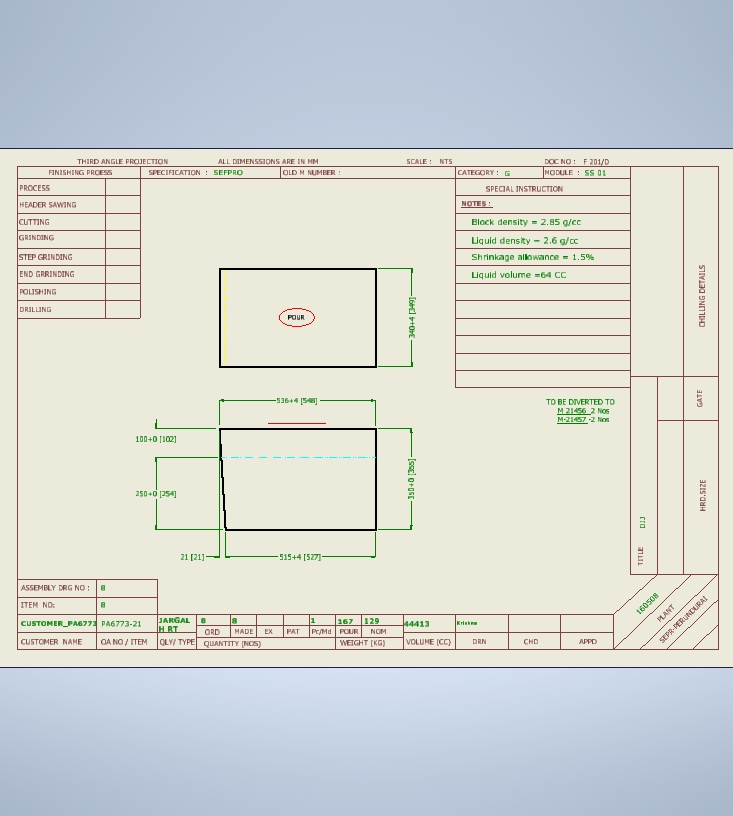 THIRD ANGLE PROJECTION ALL DIMENSSIONS ARE IN MM SCALE : NTS DOC NO : F 201/D
FINISHING PROESS SPECIFICATION : SEFPRO OLD M NUMBER : CATEGORY : G MODULE : SS 01
PROCESS
HEADER SAWING
CUTTING
GRINDING
STEP GRINDING
END GRRINDING
POLISHING
DRILLING
SPECIAL INSTRUCTION
NOTES :
Block density = 2.85 g/cc
Liquid density = 2.6 g/cc
Shrinkage allowance = 1.5%
Liquid volume =64 CC
CHILLING DETAILS
POUR
340+4 [349]
536+4 [548]
100+0 [102]
250+0 [254]
350+0 [355]
21 [21]
515+4 [527]
TO BE DIVERTED TO
M-21456_2 Nos
M-21457 -2 Nos
GATE
HRD.SIZE
TITLE DIJ
ASSEMBLY DRG NO : 8
ITEM NO: 8
CUSTOMER_PA6773 PA6773-21 JARGAL H RT 8 8 1 167 129 44413 Krishna
ORD MADE EX PAT Pc/Md POUR NOM
CUSTOMER NAME OA NO / ITEM QLY/ TYPE QUANTITY (NOS) WEIGHT (KG) VOLUME (CC) DRN CHD APPD
160508
PLANT
SEPR-PERUNDURAI